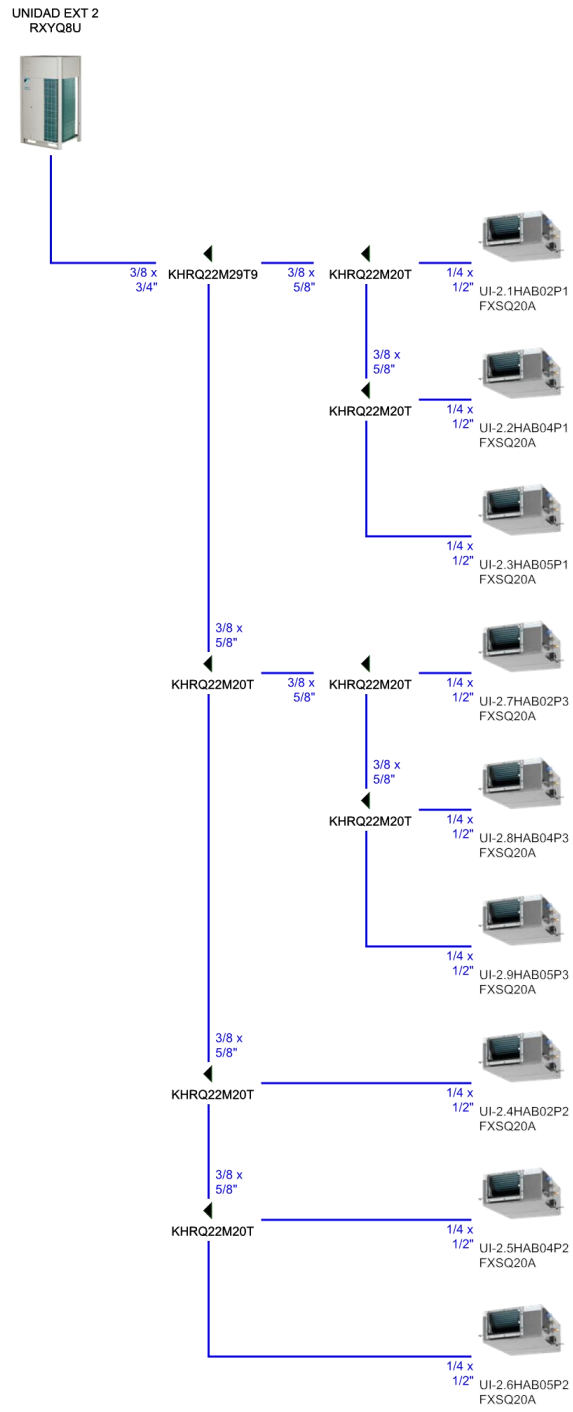 UNIDAD EXT 2
RXYQ8U
3/8 x
3/4"
KHRQ22M29T9
3/8 x
5/8"
KHRQ22M20T
1/4 x
1/2"
UI-2.1HAB02P1
FXSQ20A
3/8 x
5/8"
KHRQ22M20T
1/4 x
1/2"
UI-2.2HAB04P1
FXSQ20A
1/4 x
1/2"
UI-2.3HAB05P1
FXSQ20A
3/8 x
5/8"
KHRQ22M20T
3/8 x
5/8"
KHRQ22M20T
1/4 x
1/2"
UI-2.7HAB02P3
FXSQ20A
3/8 x
5/8"
KHRQ22M20T
1/4 x
1/2"
UI-2.8HAB04P3
FXSQ20A
1/4 x
1/2"
UI-2.9HAB05P3
FXSQ20A
3/8 x
5/8"
KHRQ22M20T
1/4 x
1/2"
UI-2.4HAB02P2
FXSQ20A
3/8 x
5/8"
KHRQ22M20T
1/4 x
1/2"
UI-2.5HAB04P2
FXSQ20A
1/4 x
1/2"
UI-2.6HAB05P2
FXSQ20A